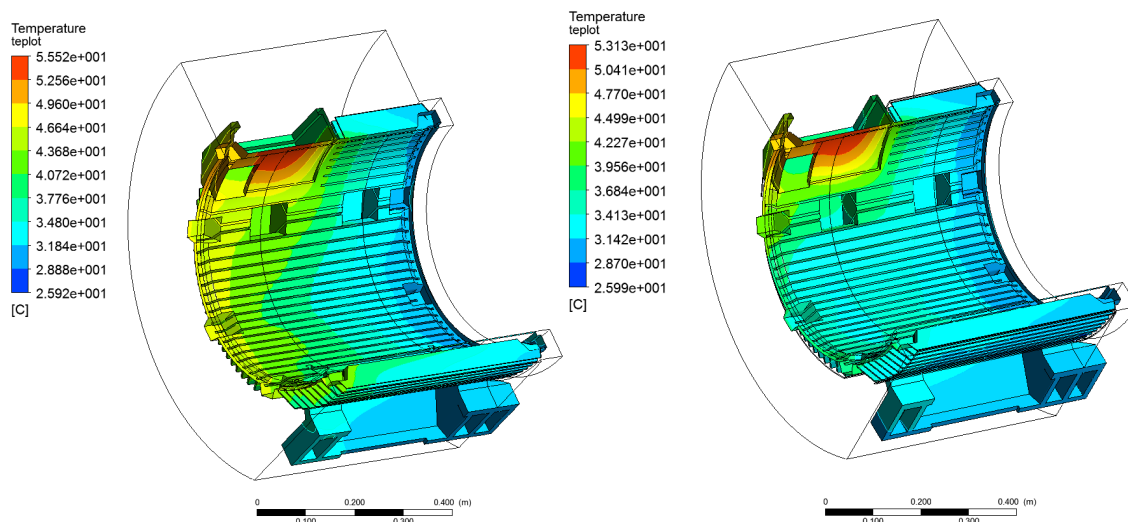 Temperature
teplot
5.552e+001
5.256e+001
4.960e+001
4.664e+001
4.368e+001
4.072e+001
3.776e+001
3.480e+001
3.184e+001
2.888e+001
2.592e+001
[C]
0 0.200 0.400 (m)
0.100 0.300
Temperature
teplot
5.313e+001
5.041e+001
4.770e+001
4.499e+001
4.227e+001
3.956e+001
3.684e+001
3.413e+001
3.142e+001
2.870e+001
2.599e+001
[C]
0 0.200 0.400 (m)
0.100 0.300